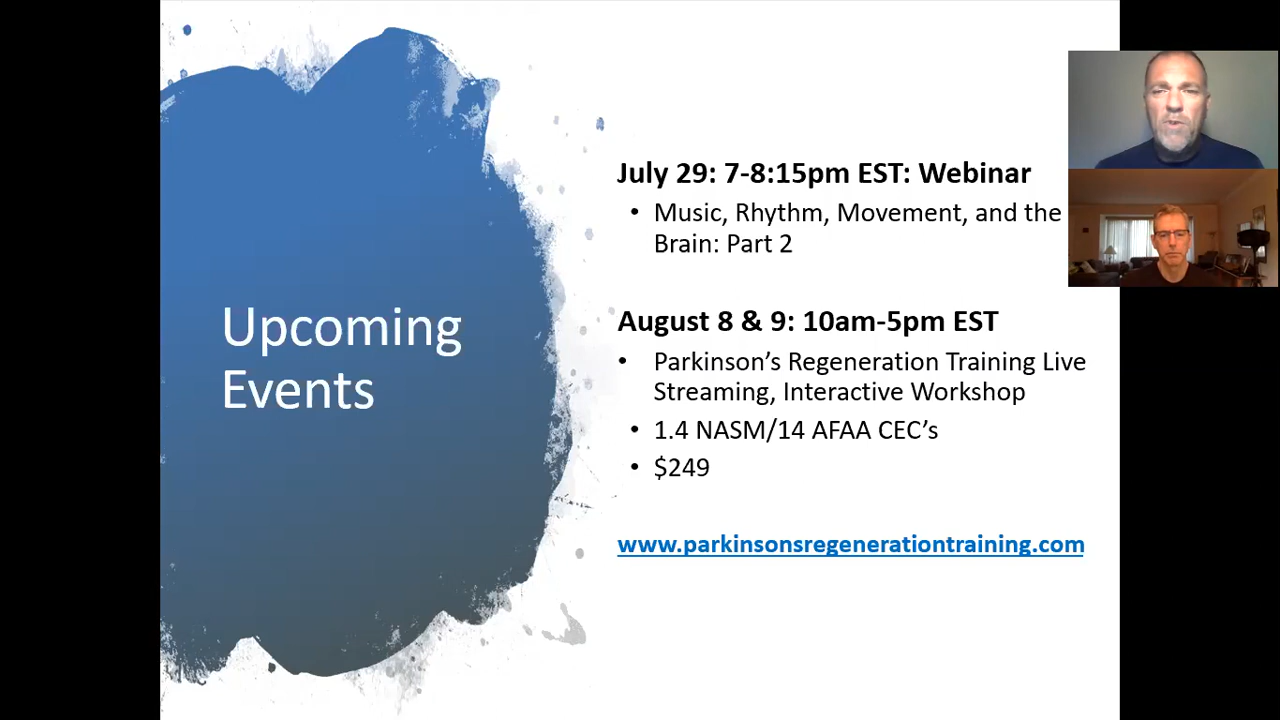 Upcoming
Events
July 29: 7-8:15pm EST: Webinar
• Music, Rhythm, Movement, and the
Brain: Part 2
August 8 & 9: 10am-5pm EST
• Parkinson’s Regeneration Training Live
Streaming, Interactive Workshop
• 1.4 NASM/14 AFAA CEC’s
• $249
www.parkinsonsregenerationtraining.com